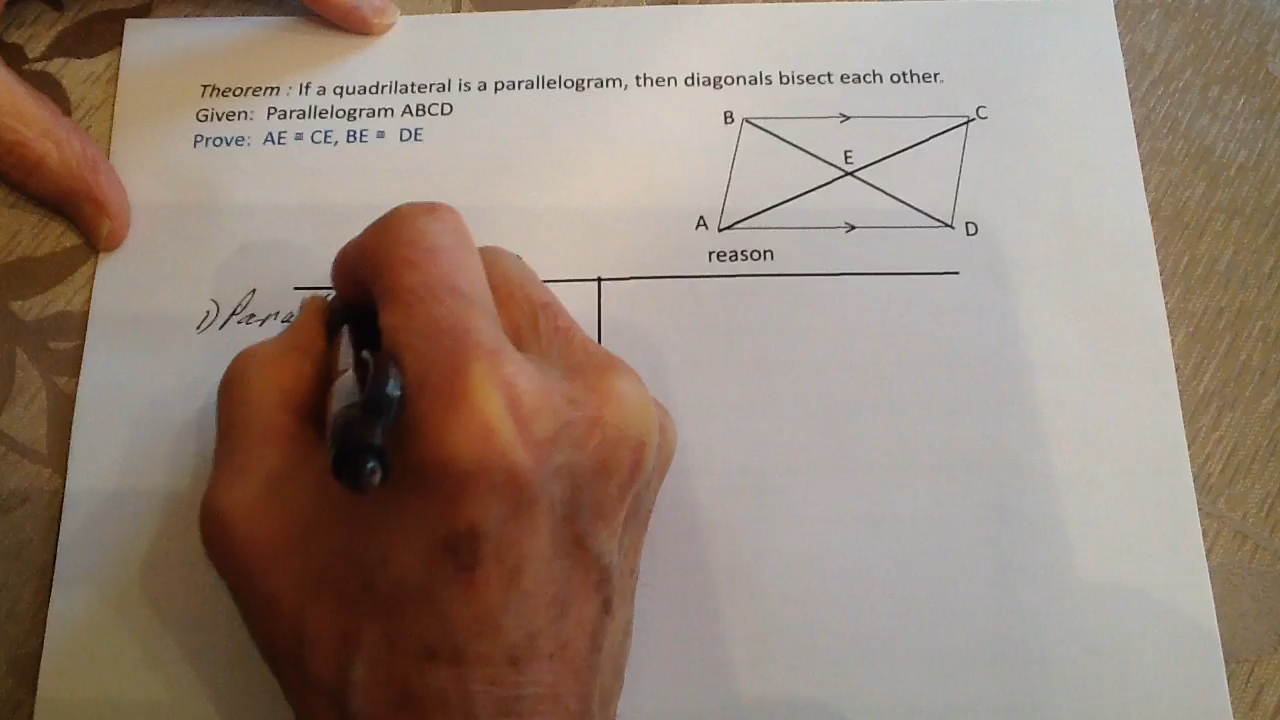 Theorem : If a quadrilateral is a parallelogram, then diagonals bisect each other.
Given: Parallelogram ABCD
Prove: AE ≅ CE, BE ≅ DE
B
C
E
A
D
reason
1) Para